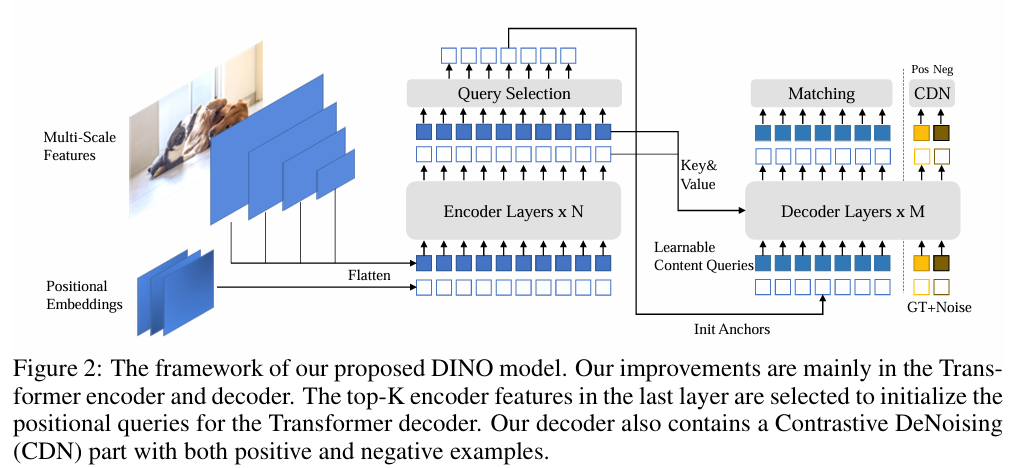 Multi-Scale
Features
Positional
Embeddings
Flatten
Query Selection
Encoder Layers x N
Key&
Value
Matching
Pos Neg
CDN
Decoder Layers x M
Learnable
Content Queries
GT+Noise
Init Anchors
Figure 2: The framework of our proposed DINO model. Our improvements are mainly in the Trans-
former encoder and decoder. The top-K encoder features in the last layer are selected to initialize the
positional queries for the Transformer decoder. Our decoder also contains a Contrastive DeNoising
(CDN) part with both positive and negative examples.